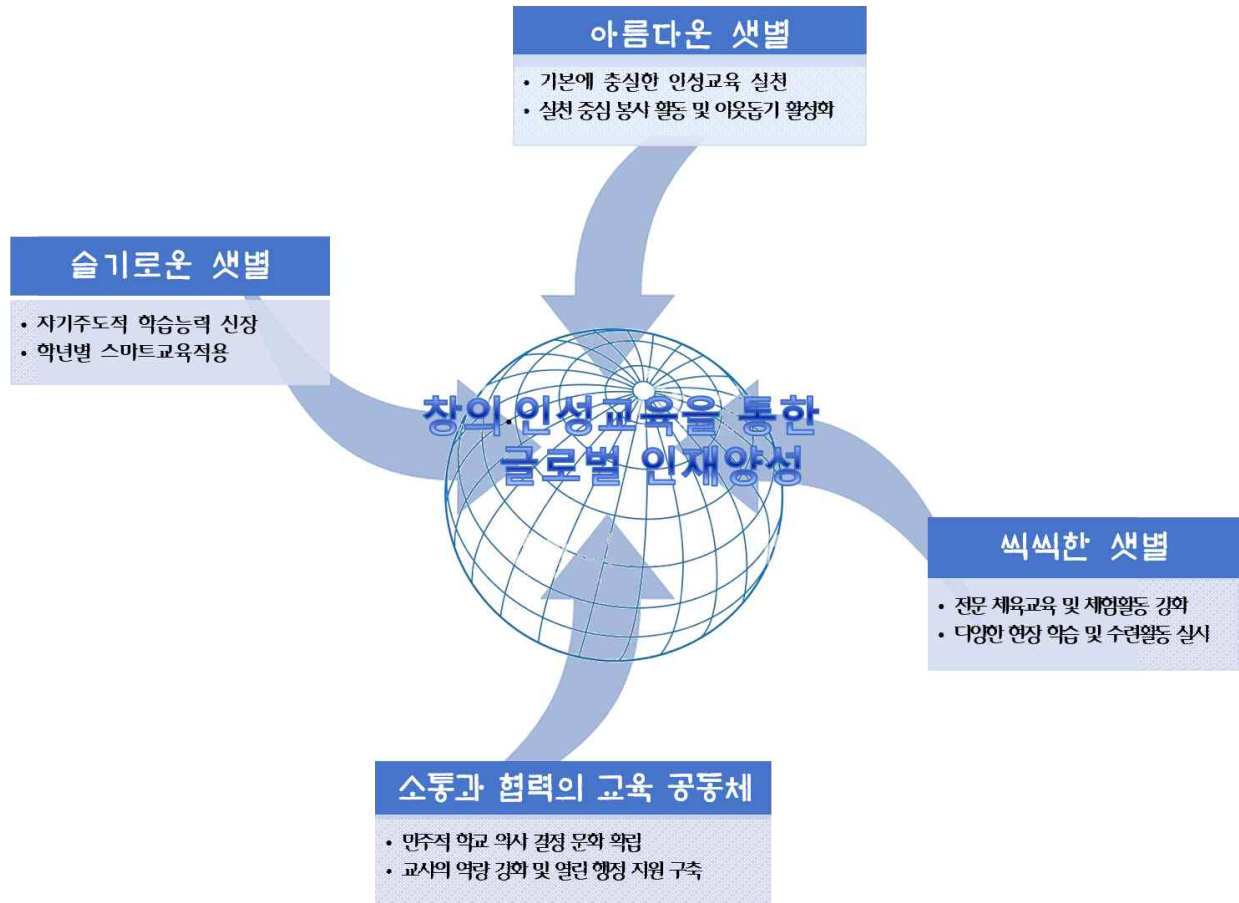 아름다운 샛별
• 기본에 충실한 인성교육 실천
• 실천 중심 봉사 활동 및 이웃돕기 활성화
슬기로운 샛별
• 자기주도적 학습능력 신장
• 학년별 스마트교육적용
창의.인성교육을 통한
글로벌 인재양성
씩씩한 샛별
• 전문 체육교육 및 체험활동 강화
• 다양한 현장 학습 및 수련활동 실시
소통과 협력의 교육 공동체
• 민주적 학교 의사 결정 문화 확립
• 교사의 역량 강화 및 열린 행정 지원 구축